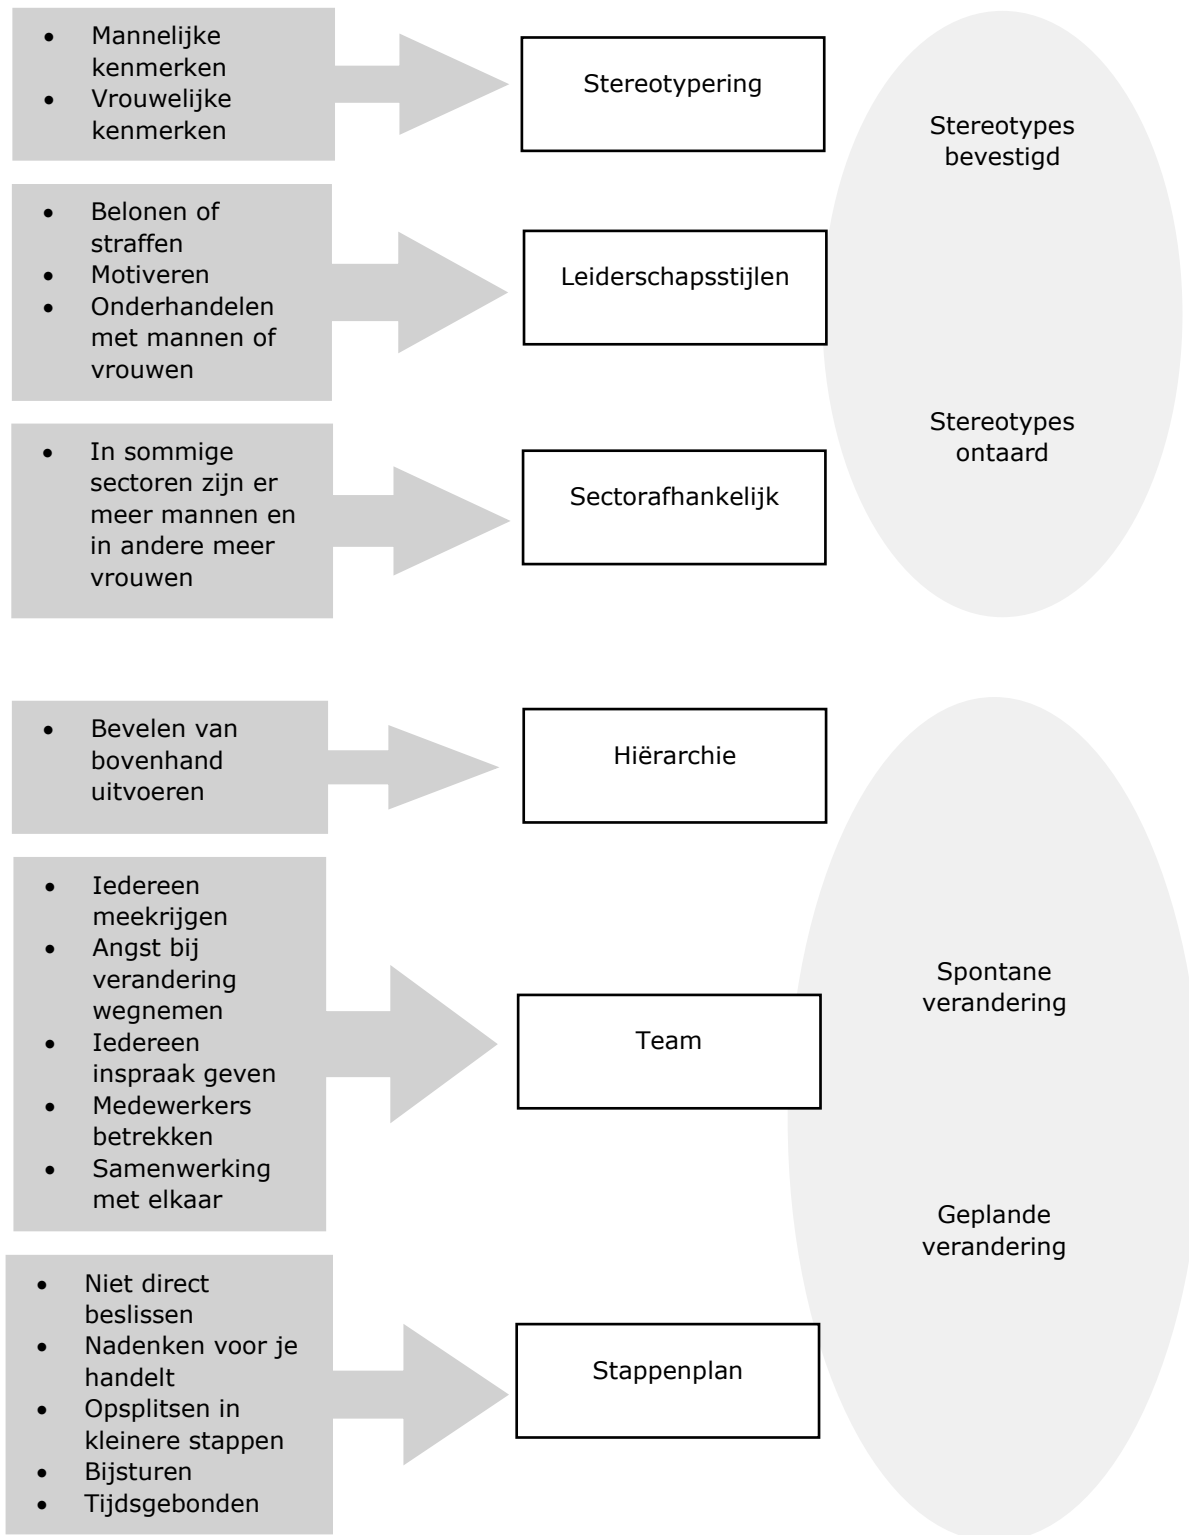 • Mannelijke
kenmerken
• Vrouwelijke
kenmerken
Stereotypering
Stereotypes
bevestigd
• Belonen of
straffen
• Motiveren
• Onderhandelen
met mannen of
vrouwen
Leiderschapsstijlen
Stereotypes
ontaard
• In sommige
sectoren zijn er
meer mannen en
in andere meer
vrouwen
Sectorafhankelijk
• Bevelen van
bovenhand
uitvoeren
Hiërarchie
• Iedereen
meekrijgen
• Angst bij
verandering
wegnemen
• Iedereen
inspraak geven
• Medewerkers
betrekken
• Samenwerking
met elkaar
Team
Spontane
verandering
Geplande
verandering
• Niet direct
beslissen
• Nadenken voor je
handelt
• Opsplitsen in
kleinere stappen
• Bijsturen
• Tijdsgebonden
Stappenplan